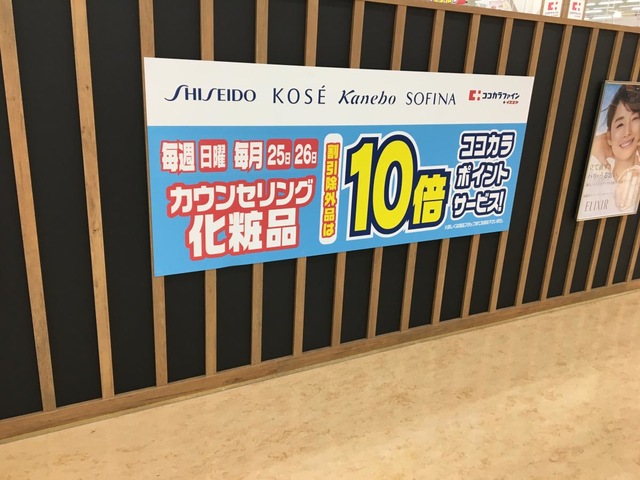 SHISEIDO KOSÉ Kanebo SOFINA ココカラファイン
毎週 日曜 毎月 25日 26日
カウンセリング
化粧品
割引除外品は
10倍
ココカラ
ポイント
サービス!
ELIXIR